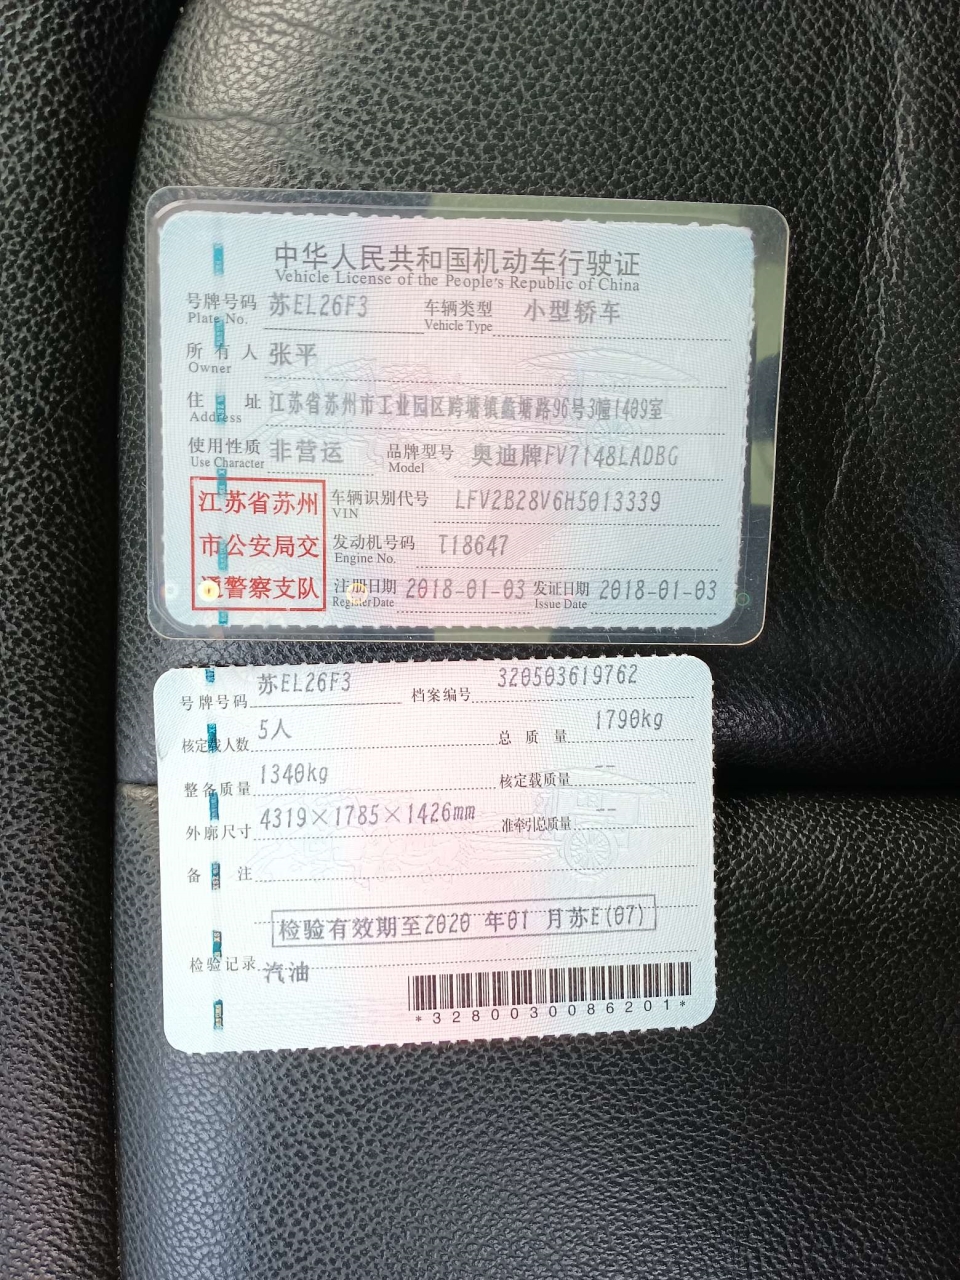 中华人民共和国机动车行驶证
Vehicle License of the People's Republic of China
号牌号码 苏EL26F3 车辆类型 小型轿车
Plate No. Vehicle Type
所有人 张平
Owner
住址 江苏省苏州市工业园区跨塘镇蠡塘路96号3幢1409室
Address
使用性质 非营运 品牌型号 奥迪牌FV7148LADBG
Use Character Model
江苏省苏州
市公安局交
通警察支队
车辆识别代号 LFV2B28V6H5013339
VIN
发动机号码 T18647
Engine No.
注册日期 2018-01-03 发证日期 2018-01-03
Register Date Issue Date
号牌号码 苏EL26F3 档案编号 320503619762
核定载人数 5人 总质量 1790kg
整备质量 1340kg 核定载质量 --
外廓尺寸 4319×1785×1426mm 准牵引总质量 --
备注
检验有效期至2020 年01 月苏E(07)
检验记录 汽油
*3280030086201*